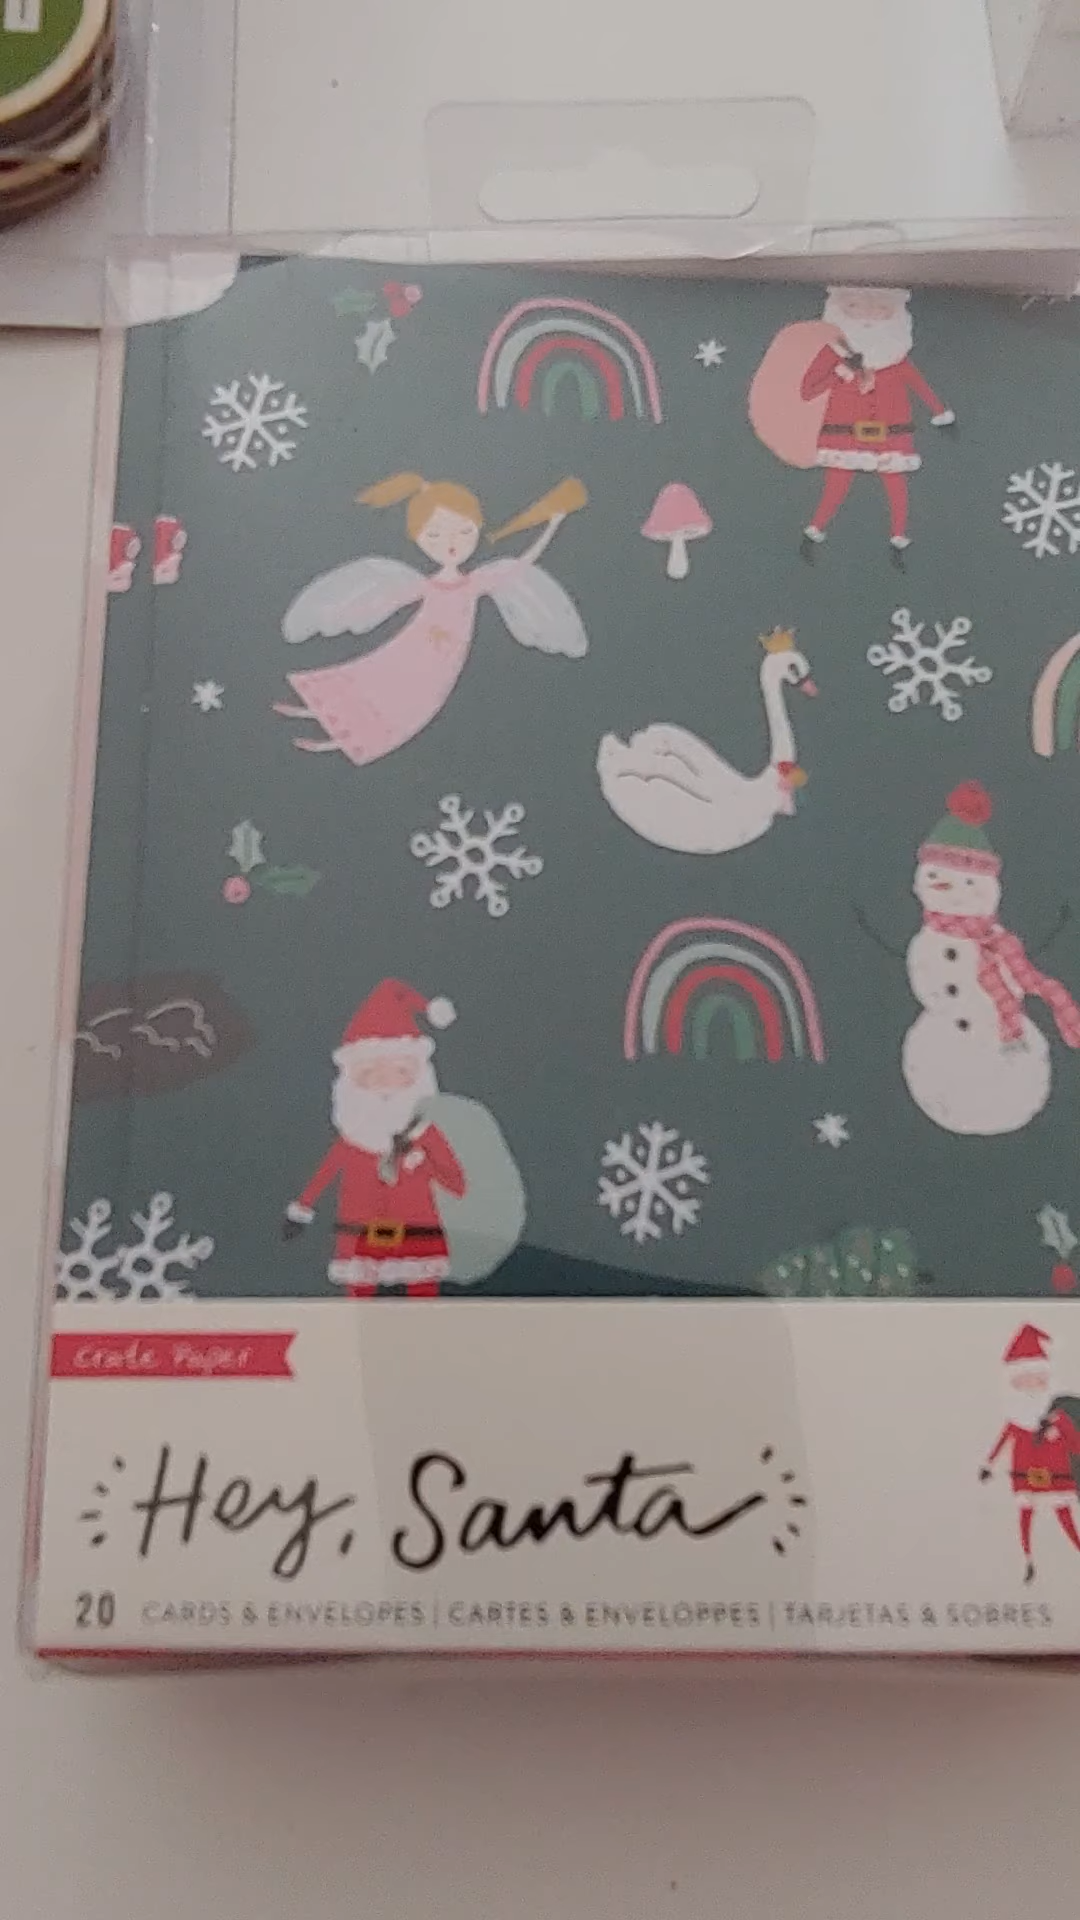 Crate Paper
Hey, Santa
20 CARDS & ENVELOPES | CARTES & ENVELOPPES | TARJETAS & SOBRES